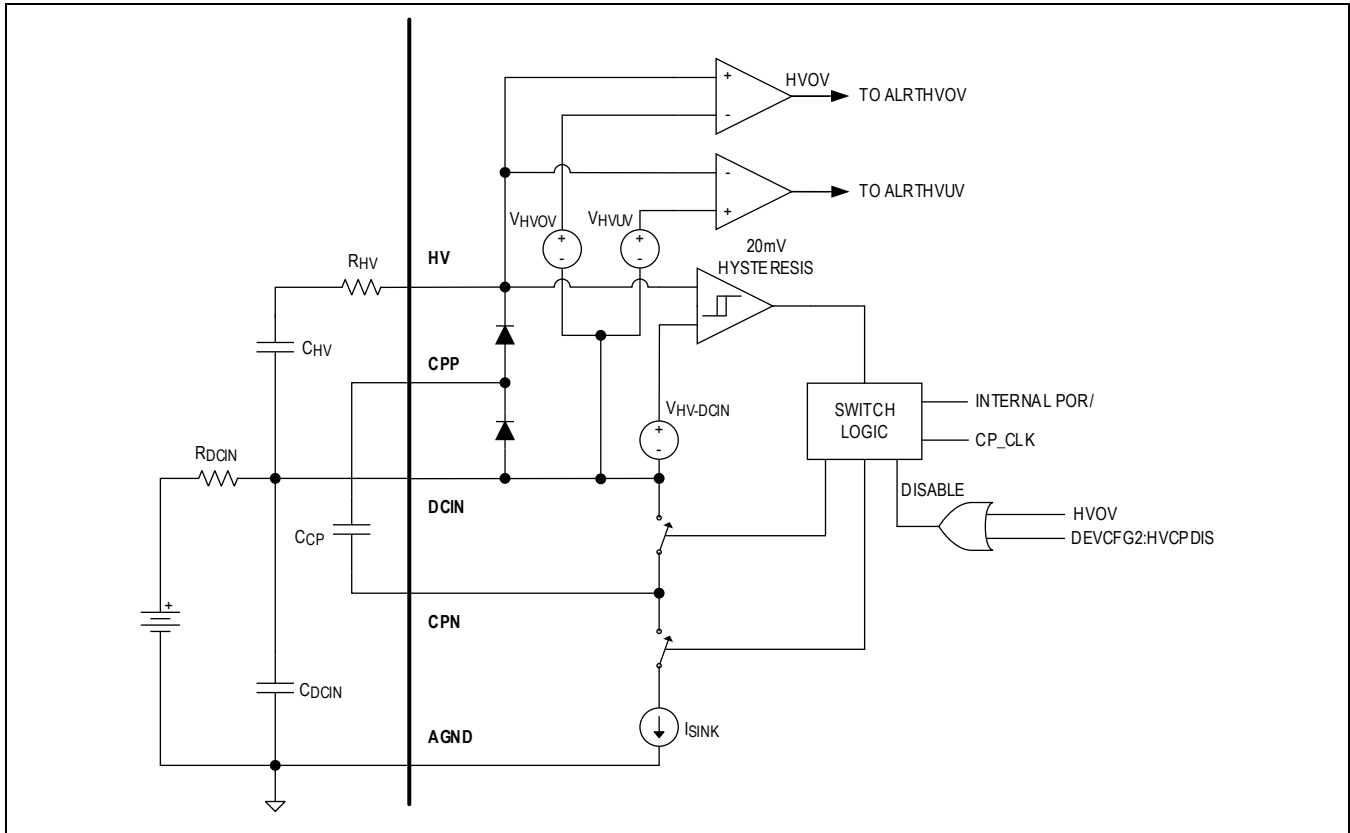 HVOV
TO ALRTHVOV
TO ALRTHVUV
+
-
-
+
VHVOV
VHVUV
+
-
+
-
20mV
HYSTERESIS
HV
RHV
CHV
CPP
VHV-DCIN
+
-
SWITCH
LOGIC
INTERNAL POR/
CP_CLK
RDCIN
DCIN
DISABLE
HVOV
DEVCFG2:HVCPDIS
CCP
CPN
+
CDCIN
AGND
ISINK